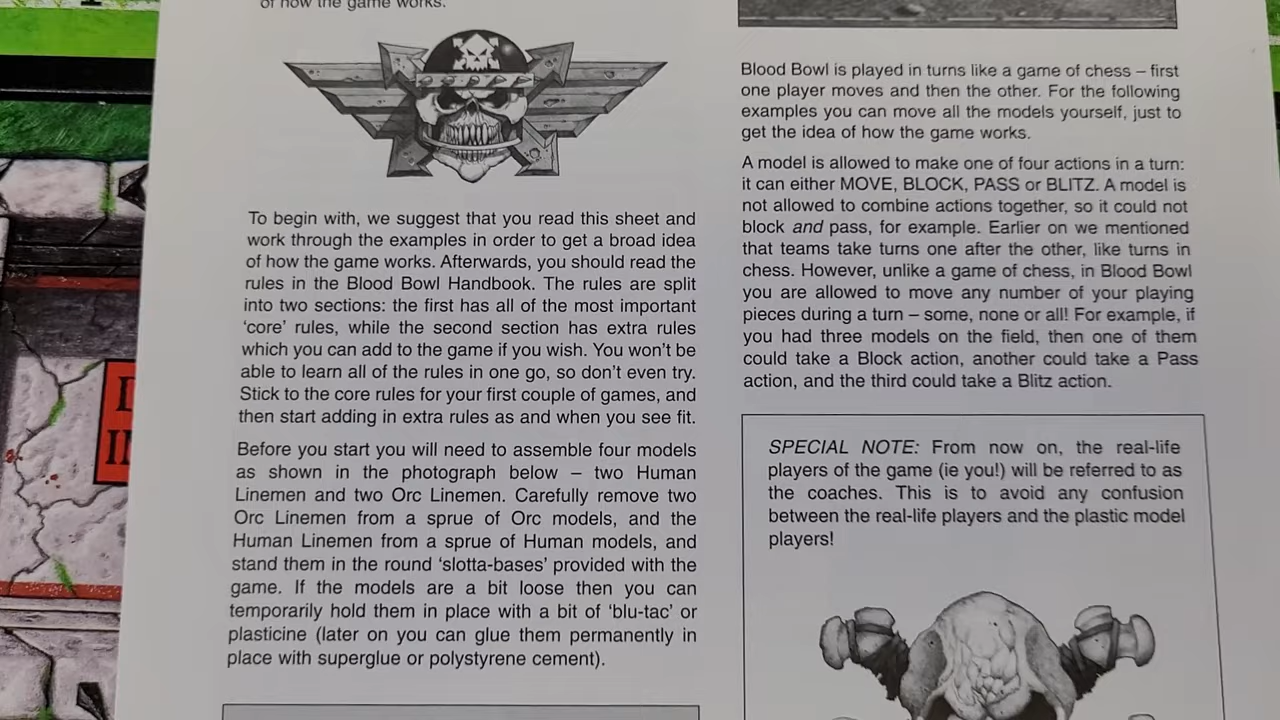 of how the game works.
To begin with, we suggest that you read this sheet and
work through the examples in order to get a broad idea
of how the game works. Afterwards, you should read the
rules in the Blood Bowl Handbook. The rules are split
into two sections: the first has all of the most important
‘core’ rules, while the second section has extra rules
which you can add to the game if you wish. You won’t be
able to learn all of the rules in one go, so don’t even try.
Stick to the core rules for your first couple of games, and
then start adding in extra rules as and when you see fit.
Before you start you will need to assemble four models
as shown in the photograph below – two Human
Linemen and two Orc Linemen. Carefully remove two
Orc Linemen from a sprue of Orc models, and the
Human Linemen from a sprue of Human models, and
stand them in the round ‘slotta-bases’ provided with the
game. If the models are a bit loose then you can
temporarily hold them in place with a bit of ‘blu-tac’ or
plasticine (later on you can glue them permanently in
place with superglue or polystyrene cement).
Blood Bowl is played in turns like a game of chess – first
one player moves and then the other. For the following
examples you can move all the models yourself, just to
get the idea of how the game works.
A model is allowed to make one of four actions in a turn:
it can either MOVE, BLOCK, PASS or BLITZ. A model is
not allowed to combine actions together, so it could not
block and pass, for example. Earlier on we mentioned
that teams take turns one after the other, like turns in
chess. However, unlike a game of chess, in Blood Bowl
you are allowed to move any number of your playing
pieces during a turn – some, none or all! For example, if
you had three models on the field, then one of them
could take a Block action, another could take a Pass
action, and the third could take a Blitz action.
SPECIAL NOTE: From now on, the real-life
players of the game (ie you!) will be referred to as
the coaches. This is to avoid any confusion
between the real-life players and the plastic model
players!